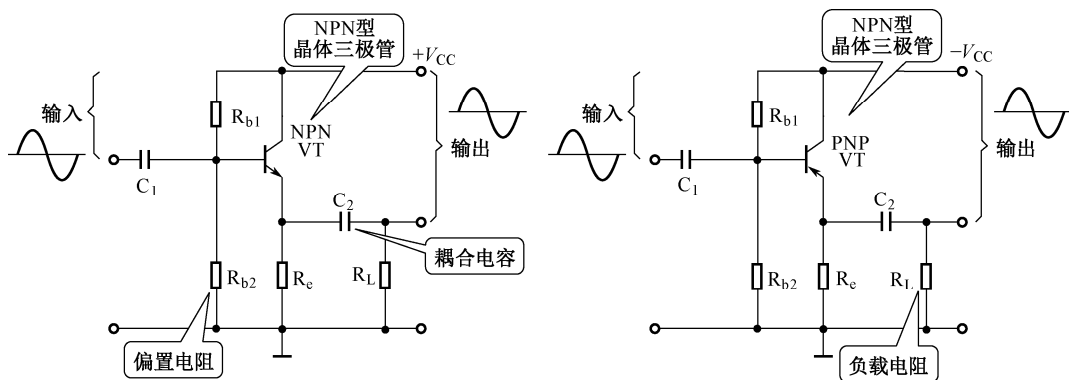 NPN型
晶体三极管
+V_CC
输入
R_b1
NPN
VT
输出
C_1
C_2
耦合电容
R_b2
R_e
R_L
偏置电阻
NPN型
晶体三极管
−V_CC
输入
R_b1
PNP
VT
输出
C_1
C_2
R_b2
R_e
R_L
负载电阻